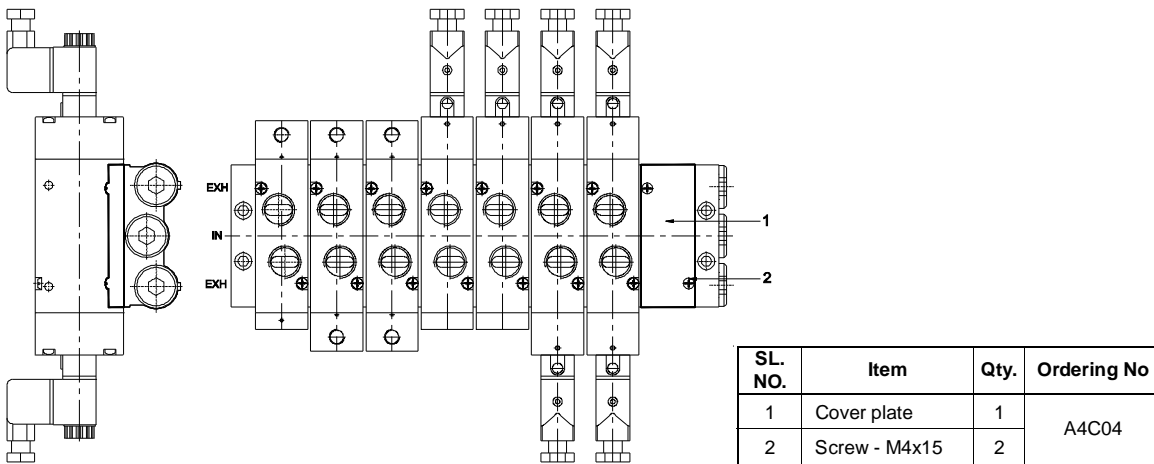 EXH
IN
EXH
1
2
SL. NO. Item Qty. Ordering No
1 Cover plate 1 A4C04
2 Screw - M4x15 2